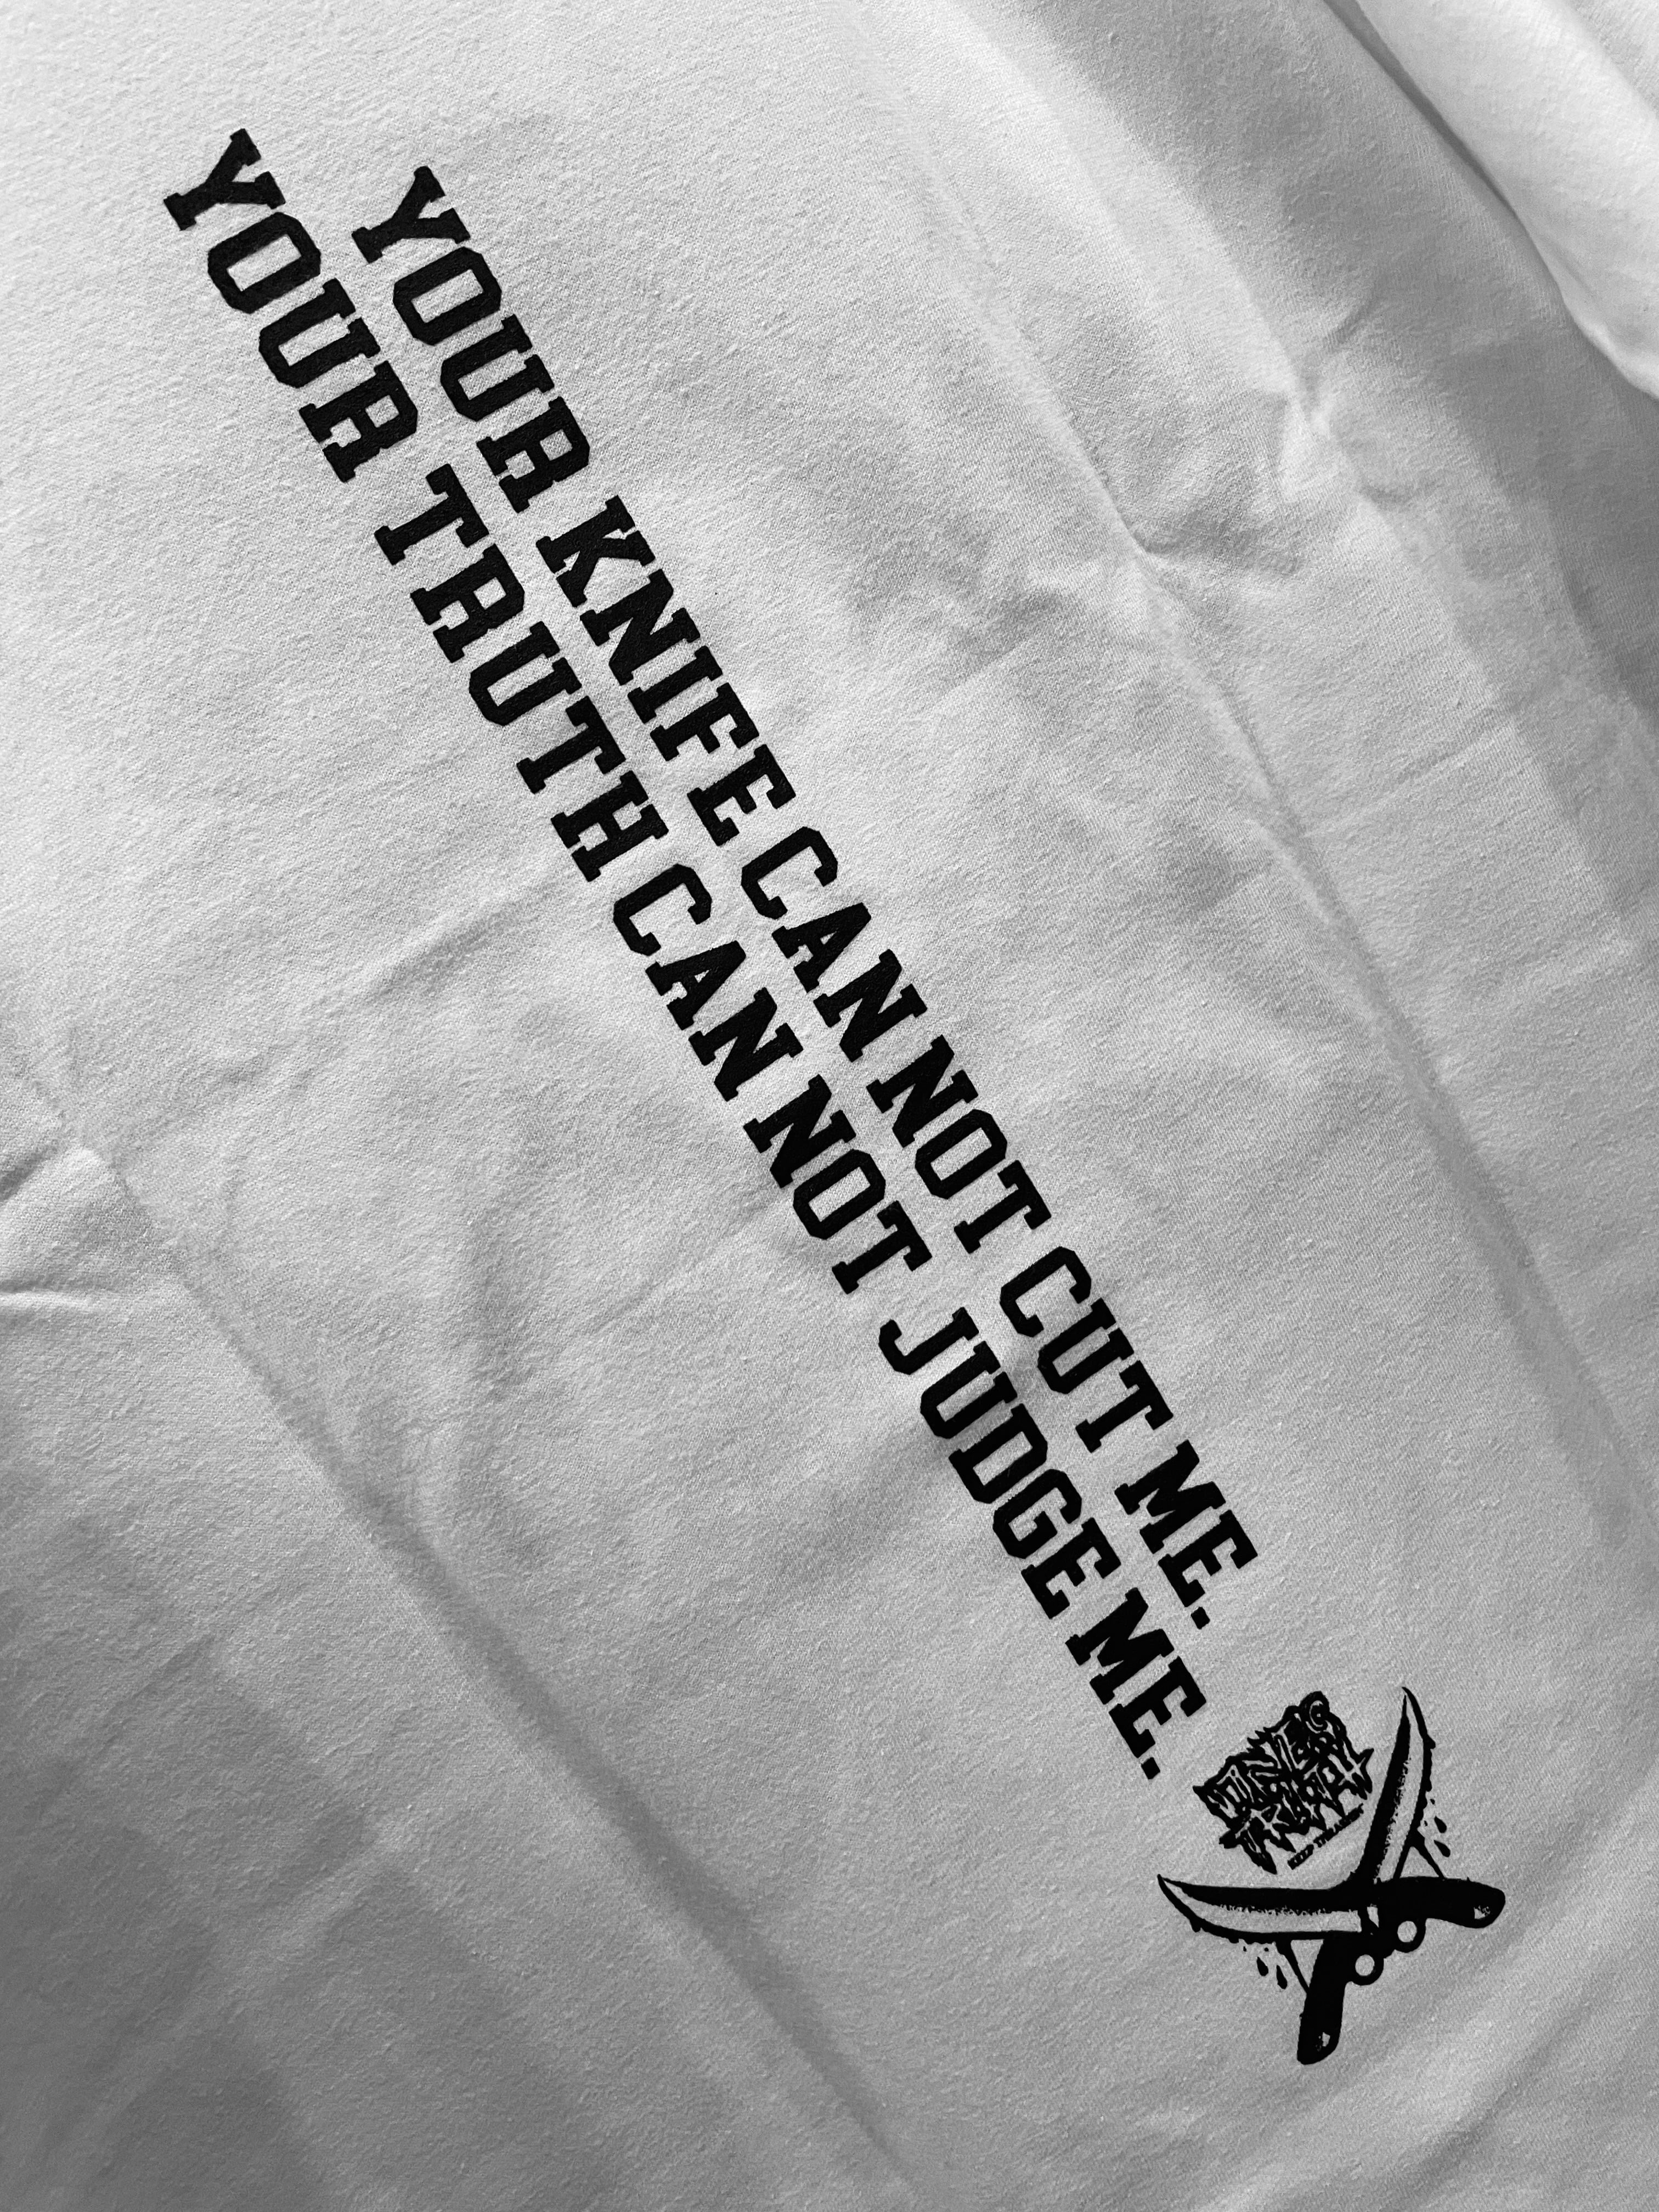 YOUR KNIFE CAN NOT CUT ME.
YOUR TRUTH CAN NOT JUDGE ME.